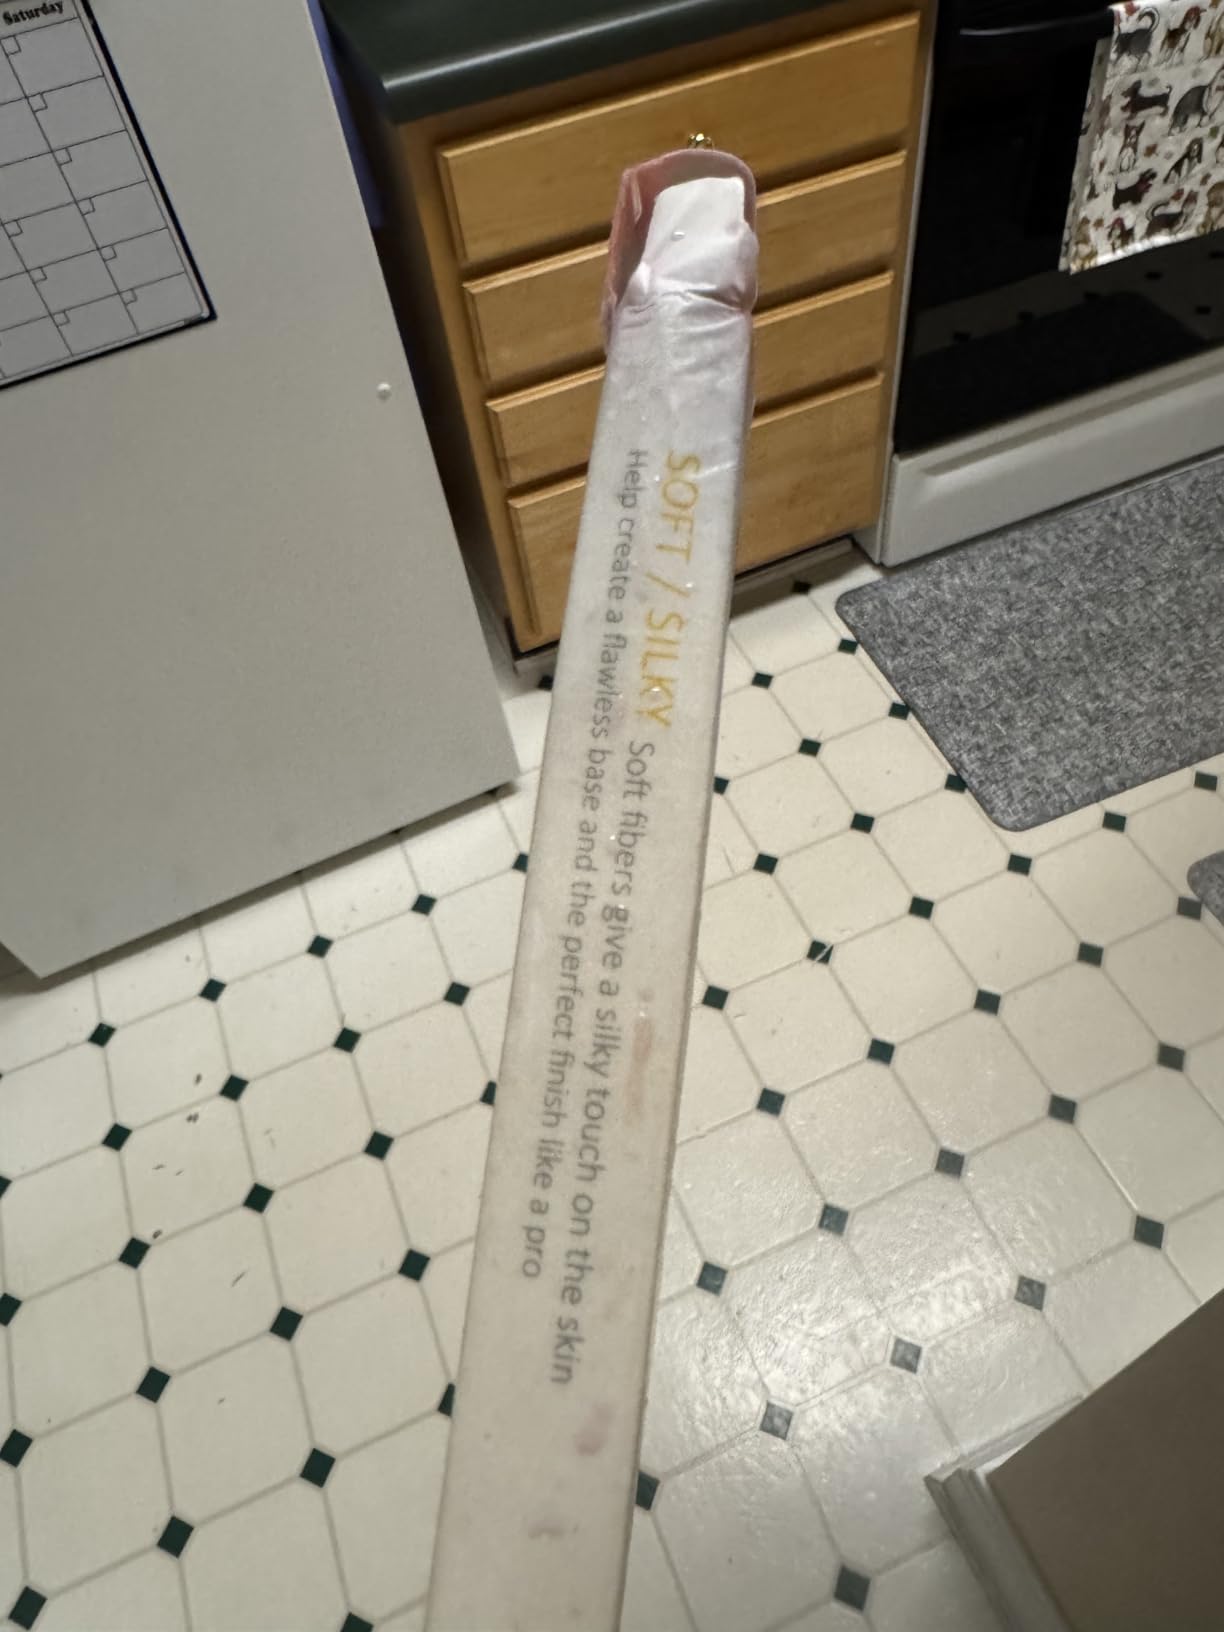 Saturday
SOFT / SILKY Soft fibers give a silky touch on the skin
Help create a flawless base and the perfect finish like a pro